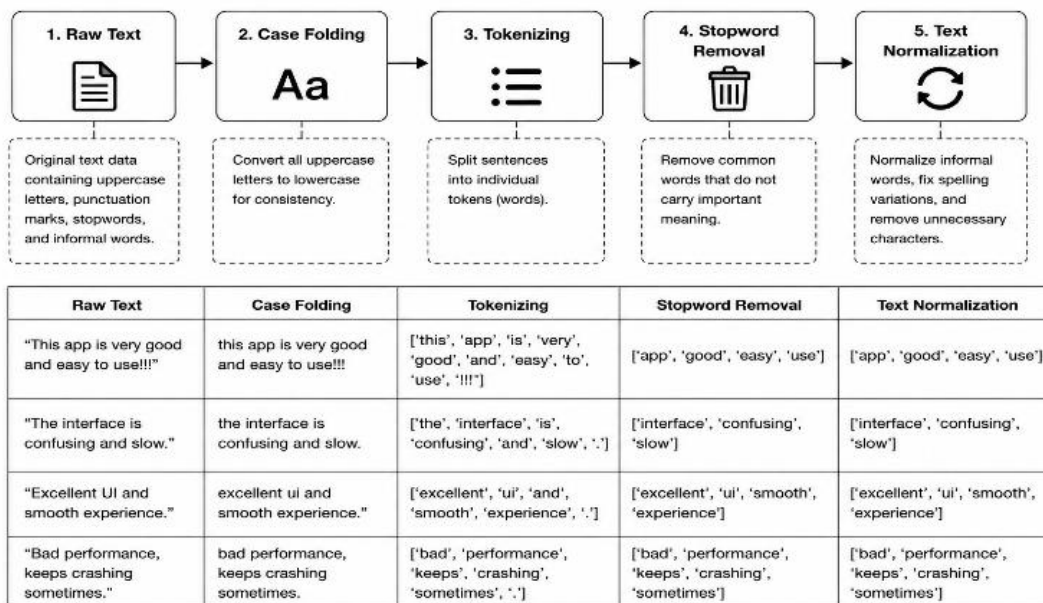 1. Raw Text
2. Case Folding
Aa
3. Tokenizing
4. Stopword
Removal
5. Text
Normalization
Original text data
containing uppercase
letters, punctuation
marks, stopwords,
and informal words.
Convert all uppercase
letters to lowercase
for consistency.
Split sentences
into individual
tokens (words).
Remove common
words that do not
carry important
meaning.
Normalize informal
words, fix spelling
variations, and
remove unnecessary
characters.
Raw Text
Case Folding
Tokenizing
Stopword Removal
Text Normalization
“This app is very good
and easy to use!!!”
this app is very good
and easy to use!!!
['this', 'app', 'is', 'very',
'good', 'and', 'easy', 'to',
'use', '!!!"]
['app', 'good', 'easy', 'use']
['app', 'good', 'easy', 'use']
"The interface is
confusing and slow.”
the interface is
confusing and slow.
['the', 'interface', 'is',
'confusing', 'and', 'slow', '.']
['interface', 'confusing',
'slow']
['interface', 'confusing',
'slow']
“Excellent UI and
smooth experience.”
excellent ui and
smooth experience.”
['excellent', 'ui', 'and',
'smooth', 'experience', '.']
['excellent', 'ui', 'smooth',
'experience']
['excellent', 'ui', 'smooth',
'experience']
“Bad performance,
keeps crashing
sometimes.”
bad performance,
keeps crashing
sometimes.
['bad', 'performance',
'keeps', 'crashing',
'sometimes', '.']
['bad', 'performance',
'keeps', 'crashing',
'sometimes']
['bad', 'performance',
'keeps', 'crashing',
'sometimes']